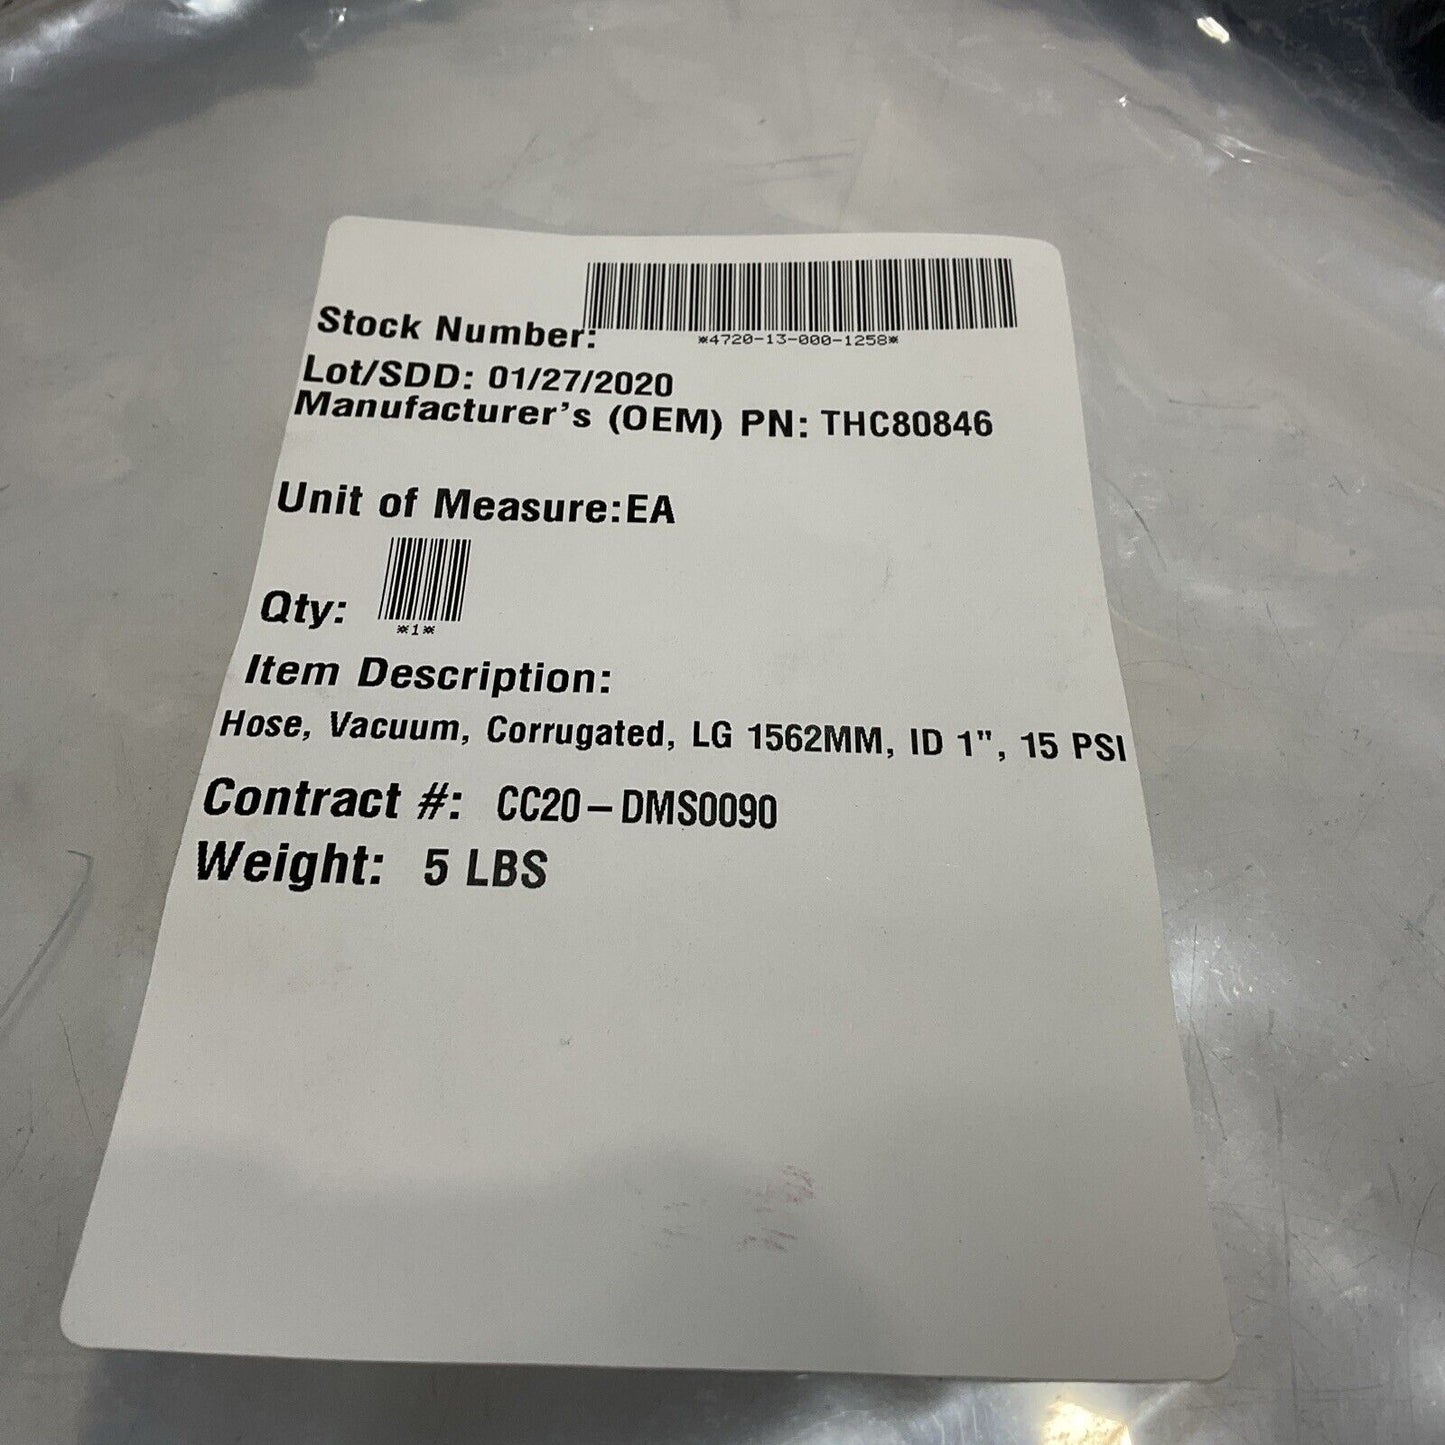 Stock Number:
*4720-13-000-1258*
Lot/SDD: 01/27/2020
Manufacturer's (OEM) PN: THC80846
Unit of Measure:EA
Qty:
*1*
Item Description:
Hose, Vacuum, Corrugated, LG 1562MM, ID 1", 15 PSI
Contract #: CC20-DMS0090
Weight: 5 LBS